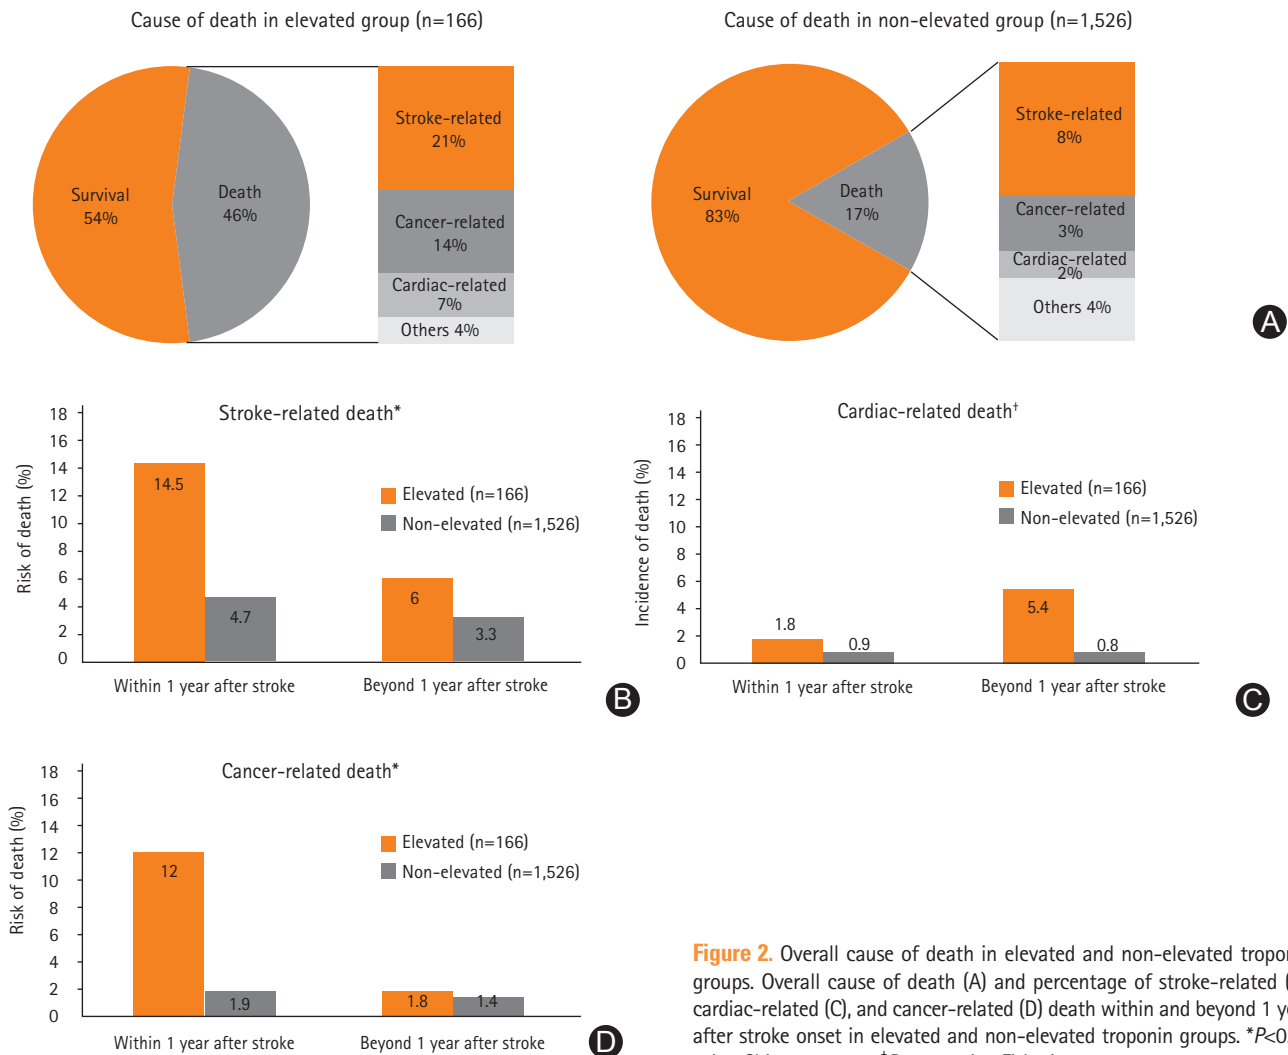 Cause of death in elevated group (n=166)
Survival
54%
Death
46%
Stroke-related
21%
Cancer-related
14%
Cardiac-related
7%
Others 4%
Cause of death in non-elevated group (n=1,526)
Survival
83%
Death
17%
Stroke-related
8%
Cancer-related
3%
Cardiac-related
2%
Others 4%
A
Stroke-related death*
Risk of death (%)
18
16
14
12
10
8
6
4
2
0
14.5
4.7
6
3.3
Elevated (n=166)
Non-elevated (n=1,526)
Within 1 year after stroke
Beyond 1 year after stroke
B
Cardiac-related death†
Incidence of death (%)
18
16
14
12
10
8
6
4
2
0
1.8
0.9
5.4
0.8
Elevated (n=166)
Non-elevated (n=1,526)
Within 1 year after stroke
Beyond 1 year after stroke
C
Cancer-related death*
Risk of death (%)
18
16
14
12
10
8
6
4
2
0
12
1.9
1.8
1.4
Elevated (n=166)
Non-elevated (n=1,526)
Within 1 year after stroke
Beyond 1 year after stroke
D
Figure 2. Overall cause of death in elevated and non-elevated tropon
groups. Overall cause of death (A) and percentage of stroke-related (
cardiac-related (C), and cancer-related (D) death within and beyond 1 y
after stroke onset in elevated and non-elevated troponin groups. *P<0